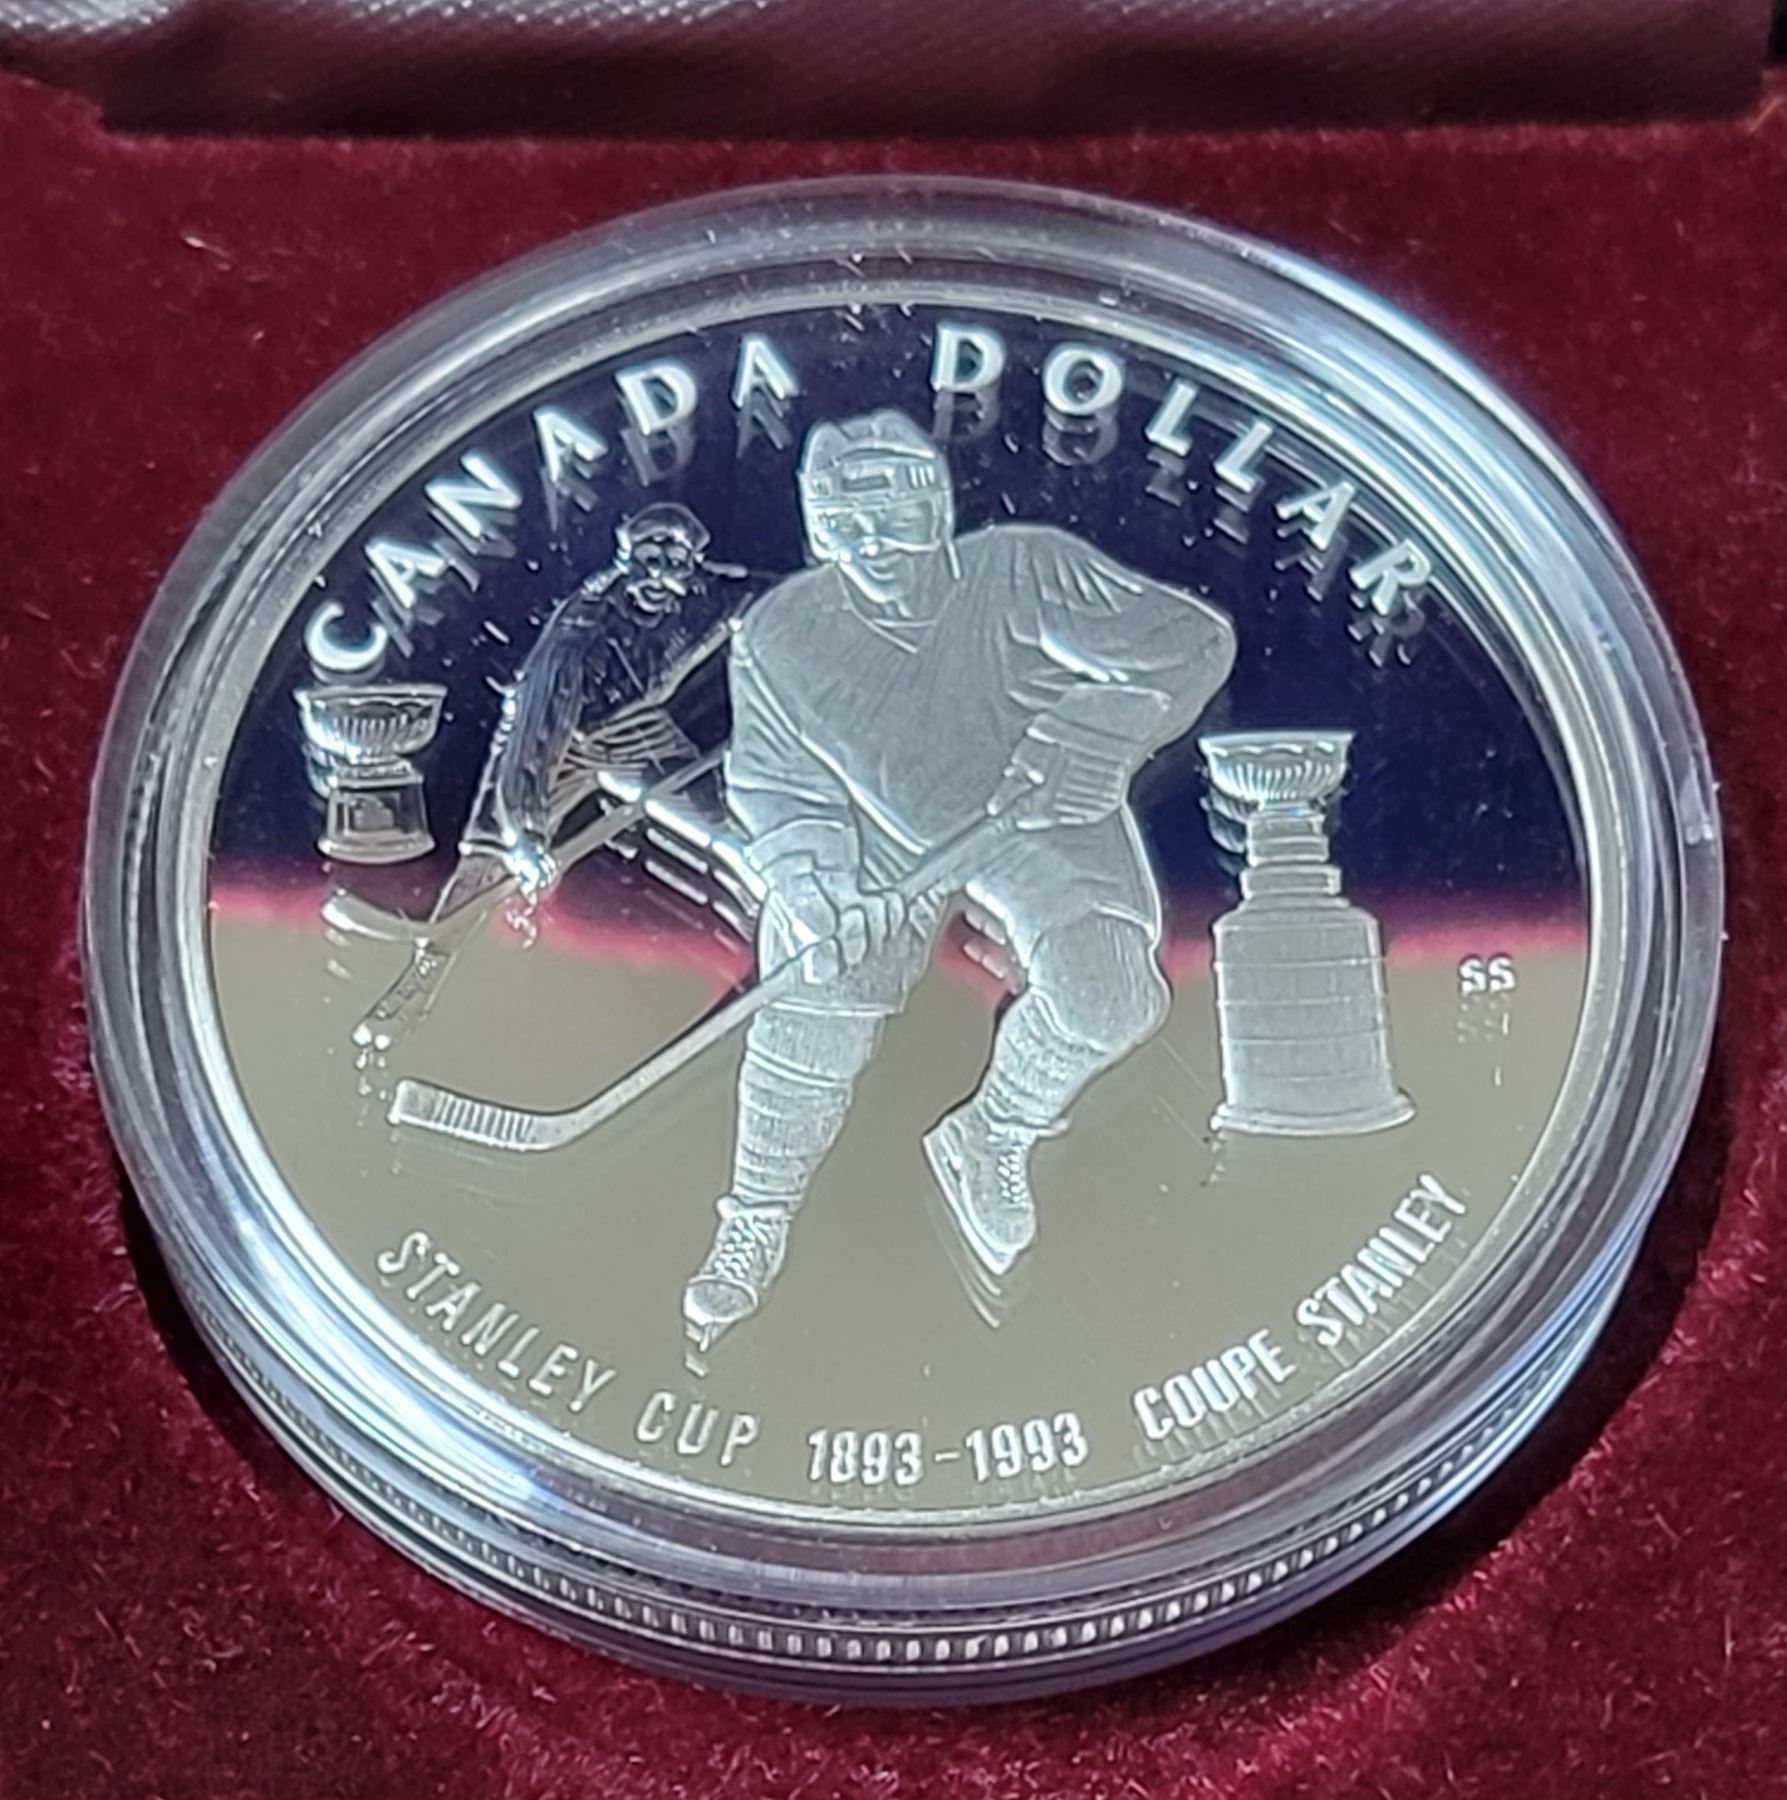 CANADA DOLLAR
SS
STANLEY CUP 1893-1993 COUPE STANLEY